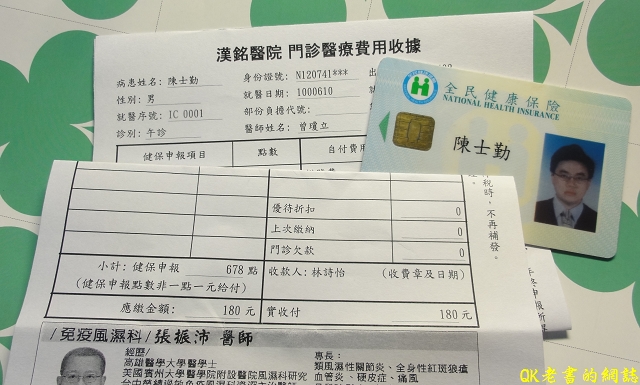 漢銘醫院 門診醫療費用收據
病患姓名: 陳士勤
身份證號: N120741***
性別: 男
就醫日期: 1000610
就醫序號: IC 0001
部份負擔代號:
診別: 午診
醫師姓名: 曾瓊立
健保申報項目 點數 自付費用
全民健康保險
NATIONAL HEALTH INSURANCE
陳士勤
不再補發。
優待折扣 0
上次繳納 0
門診欠款 0
小計: 健保申報 678 點
(健保申報點數非一點一元給付)
收款人: 林詩怡 (收費章及日期)
應繳金額: 180 元
實收付 180 元
/免疫風濕科/張振沛 醫師
經歷/
高雄醫學大學醫學士
美國賓州大學醫學院附設醫院風濕科研究
專長:
類風濕性關節炎、全身性紅斑狼瘡
血管炎、硬皮症、痛風
QK老書的網誌